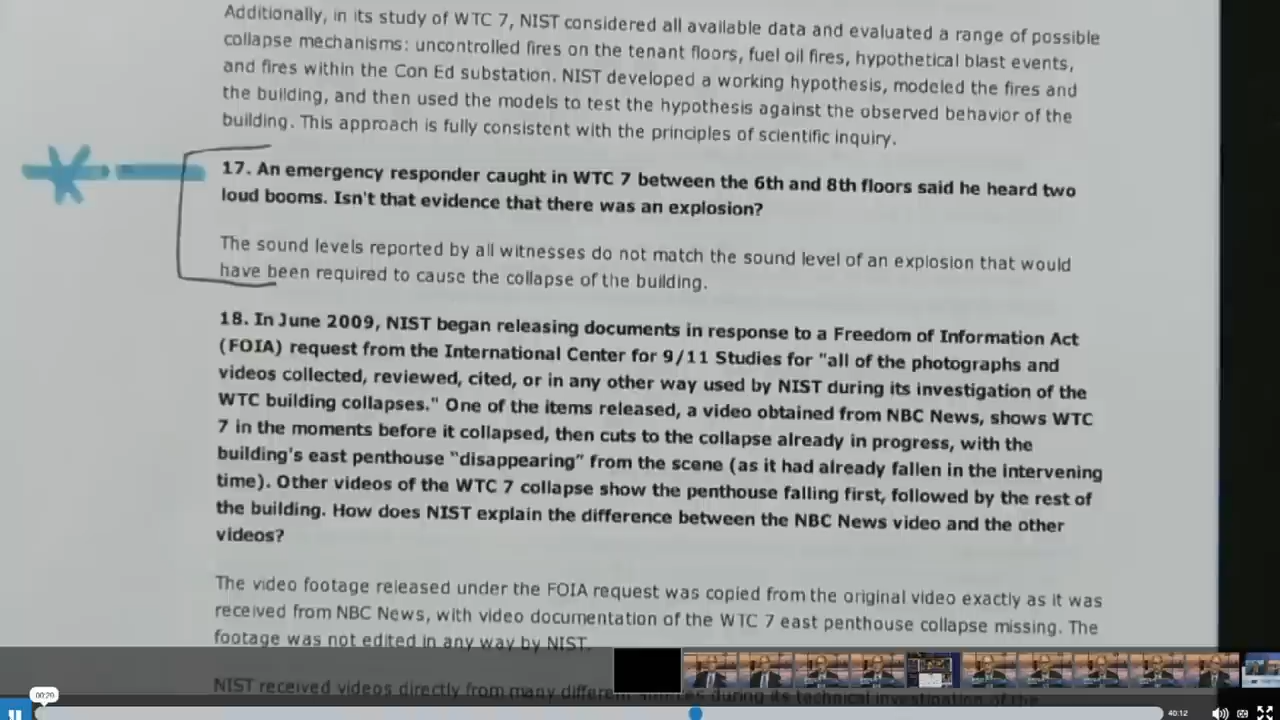 Additionally, in its study of WTC 7, NIST considered all available data and evaluated a range of possible
collapse mechanisms: uncontrolled fires on the tenant floors, fuel oil fires, hypothetical blast events,
and fires within the Con Ed substation. NIST developed a working hypothesis, modeled the fires and
the building, and then used the models to test the hypothesis against the observed behavior of the
building. This approach is fully consistent with the principles of scientific inquiry.
17. An emergency responder caught in WTC 7 between the 6th and 8th floors said he heard two
loud booms. Isn't that evidence that there was an explosion?
The sound levels reported by all witnesses do not match the sound level of an explosion that would
have been required to cause the collapse of the building.
18. In June 2009, NIST began releasing documents in response to a Freedom of Information Act
(FOIA) request from the International Center for 9/11 Studies for "all of the photographs and
videos collected, reviewed, cited, or in any other way used by NIST during its investigation of the
WTC building collapses." One of the items released, a video obtained from NBC News, shows WTC
7 in the moments before it collapsed, then cuts to the collapse already in progress, with the
building's east penthouse "disappearing" from the scene (as it had already fallen in the intervening
time). Other videos of the WTC 7 collapse show the penthouse falling first, followed by the rest of
the building. How does NIST explain the difference between the NBC News video and the other
videos?
The video footage released under the FOIA request was copied from the original video exactly as it was
received from NBC News, with video documentation of the WTC 7 east penthouse collapse missing. The
footage was not edited in any way by NIST.
NIST received videos directly from many different during its technical investigation of the
00:20
40:12
CC